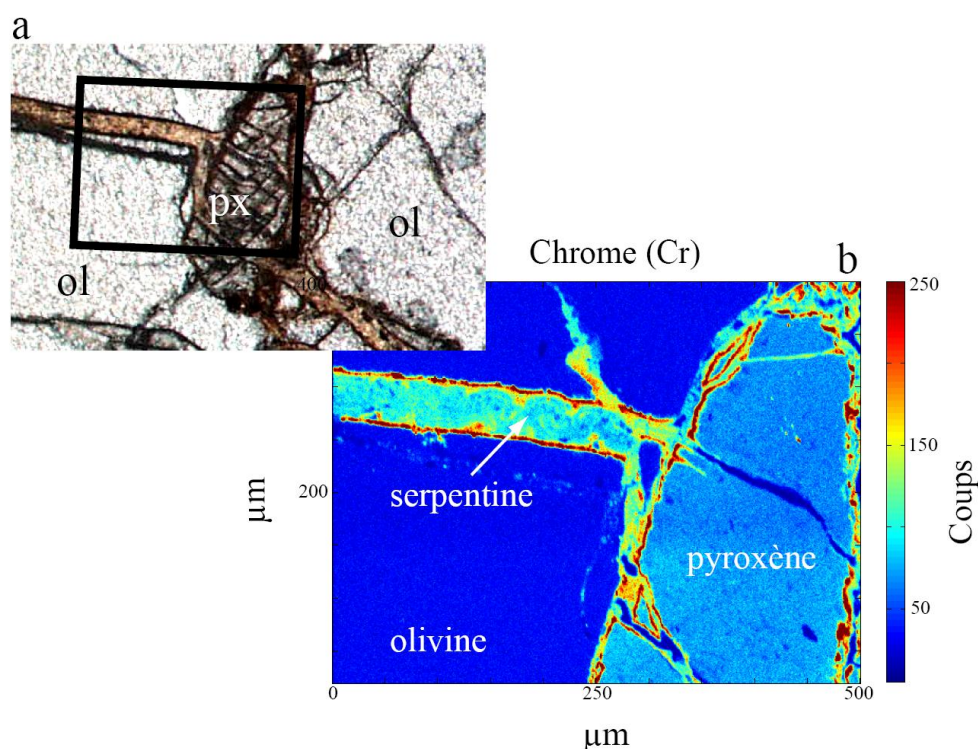 a
px
ol
ol
400
Chrome (Cr)
b
250
150
50
Coups
200
µm
serpentine
pyroxène
olivine
0
250
500
µm